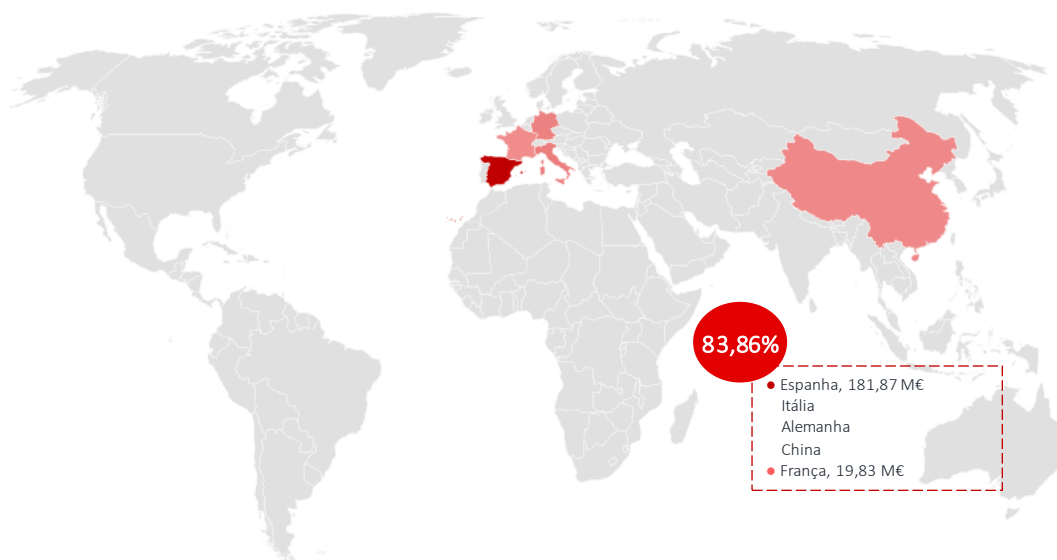 83,86%
Espanha, 181,87 M€
Itália
Alemanha
China
França, 19,83 M€